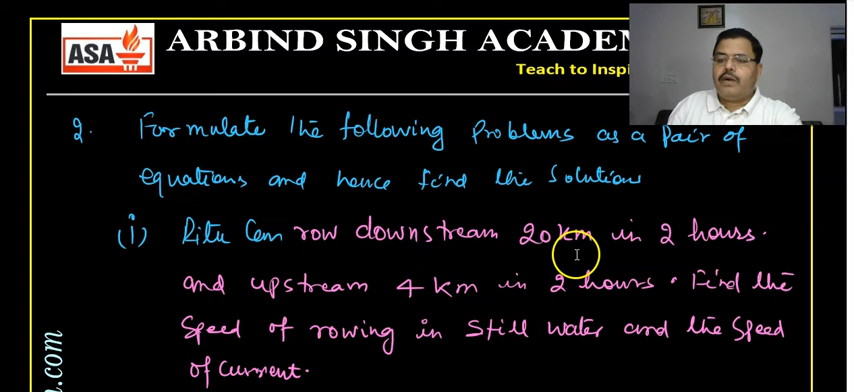 ASA
ARBIND SINGH ACADEM
Teach to Inspi
2. Formulate the following Problems as a Pair of
equations and hence find the Solutions
(i) Ritu Can row downstream 20 km in 2 hours.
and upstream 4 km in 2 hours. Find the
Speed of rowing in Still water and the Speed
of Current.
m.com